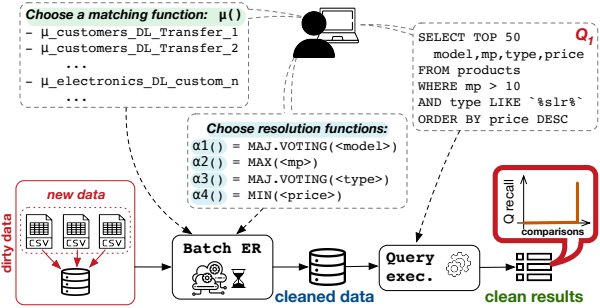 Choose a matching function: μ()
- μ_customers_DL_Transfer_1
- μ_customers_DL_Transfer_2
...
- μ_electronics_DL_custom_n
...
SELECT TOP 50 Q1
model,mp,type,price
FROM products
WHERE mp > 10
AND type LIKE `%slr%`
ORDER BY price DESC
Choose resolution functions:
α1() = MAJ.VOTING(<model>)
α2() = MAX(<mp>)
α3() = MAJ.VOTING(<type>)
α4() = MIN(<price>)
dirty data
new data
CSV CSV CSV
Batch ER
cleaned data
Query
exec.
Q recall
comparisons
clean results